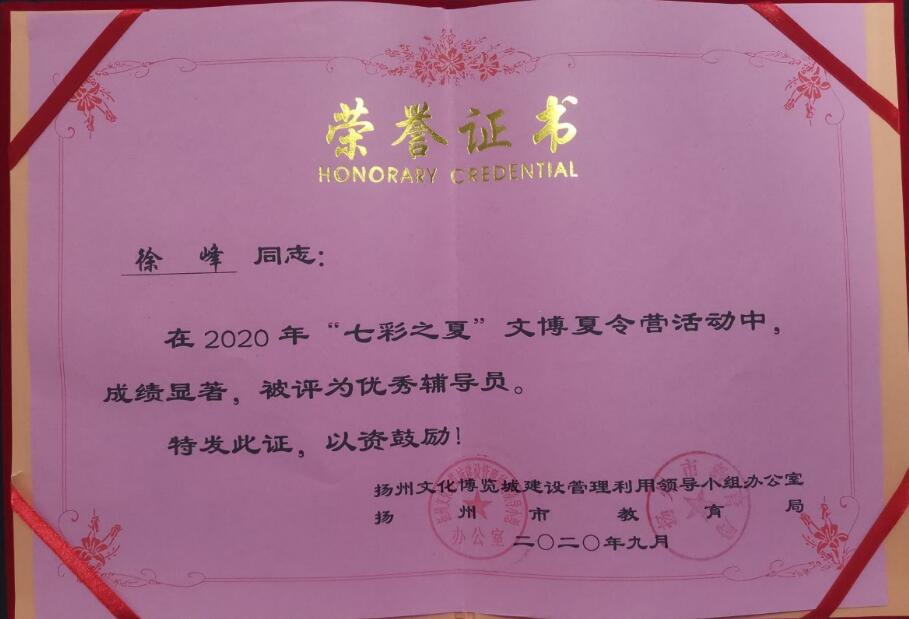 荣誉证书
HONORARY CREDENTIAL
徐峰 同志：
在2020年“七彩之夏”文博夏令营活动中，
成绩显著，被评为优秀辅导员。
特发此证，以资鼓励！
扬州文化博览城建设管理利用领导小组办公室
扬州市教育局
二〇二〇年九月
办公室